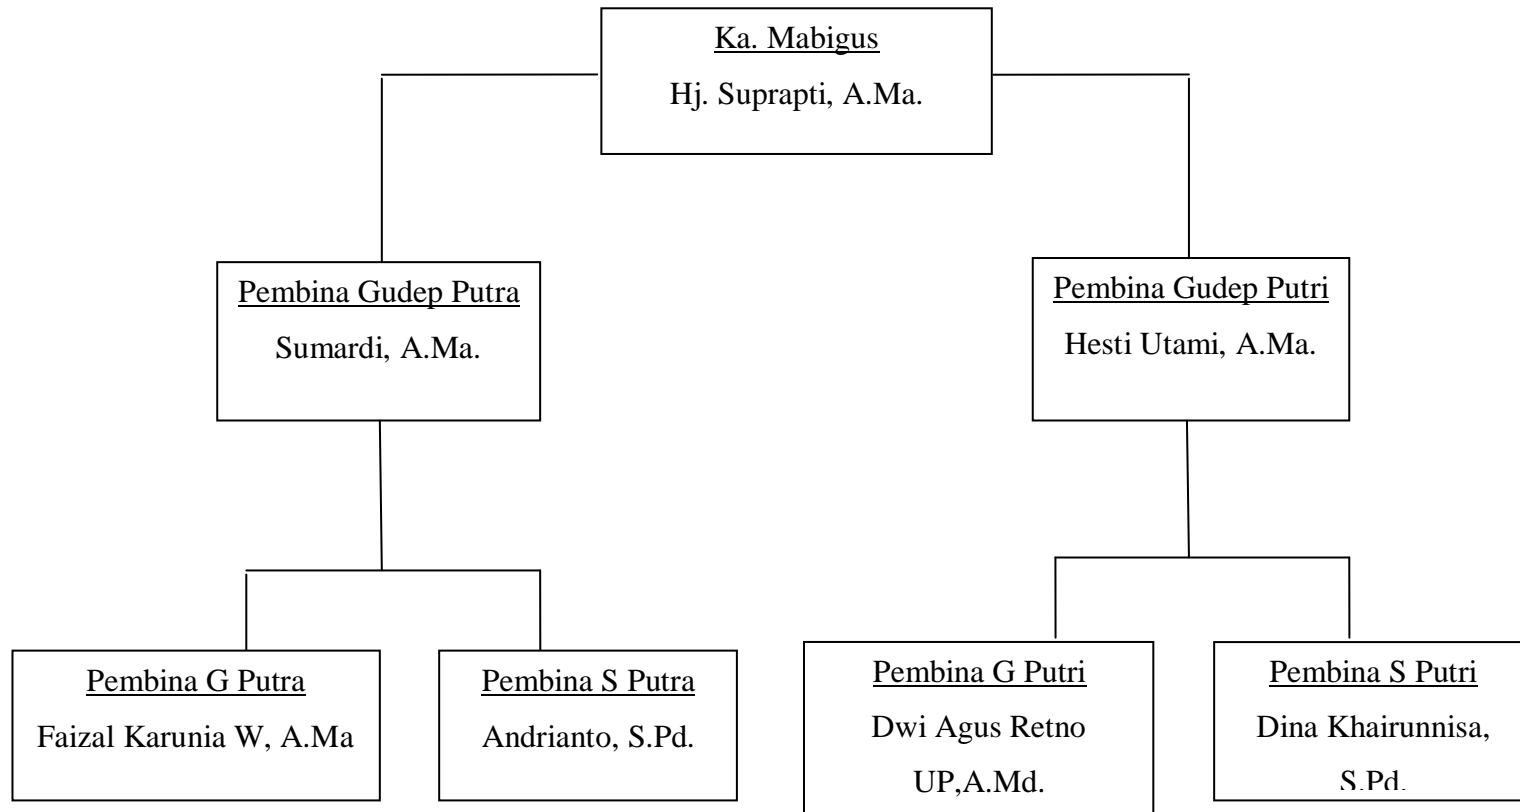 Ka. Mabigus
Hj. Suprapti, A.Ma.
Pembina Gudep Putra
Sumardi, A.Ma.
Pembina Gudep Putri
Hesti Utami, A.Ma.
Pembina G Putra
Faizal Karunia W, A.Ma
Pembina S Putra
Andrianto, S.Pd.
Pembina G Putri
Dwi Agus Retno
UP,A.Md.
Pembina S Putri
Dina Khairunnisa,
S.Pd.